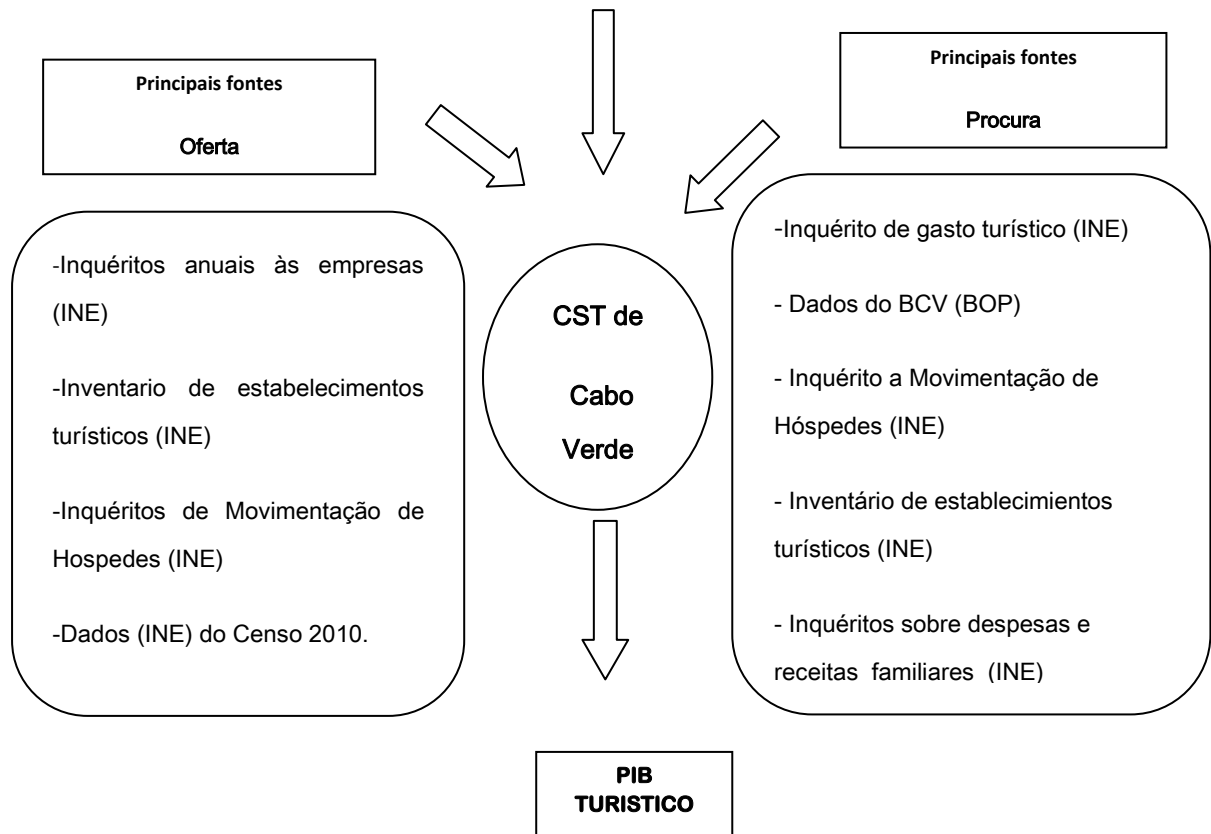 Principais fontes
Oferta
-Inquéritos anuais às empresas
(INE)
-Inventario de estabelecimentos
turísticos (INE)
-Inquéritos de Movimentação de
Hospedes (INE)
-Dados (INE) do Censo 2010.
CST de
Cabo
Verde
Principais fontes
Procura
-Inquérito de gasto turístico (INE)
- Dados do BCV (BOP)
- Inquérito a Movimentação de
Hóspedes (INE)
- Inventário de establecimientos
turísticos (INE)
- Inquéritos sobre despesas e
receitas familiares (INE)
PIB
TURISTICO